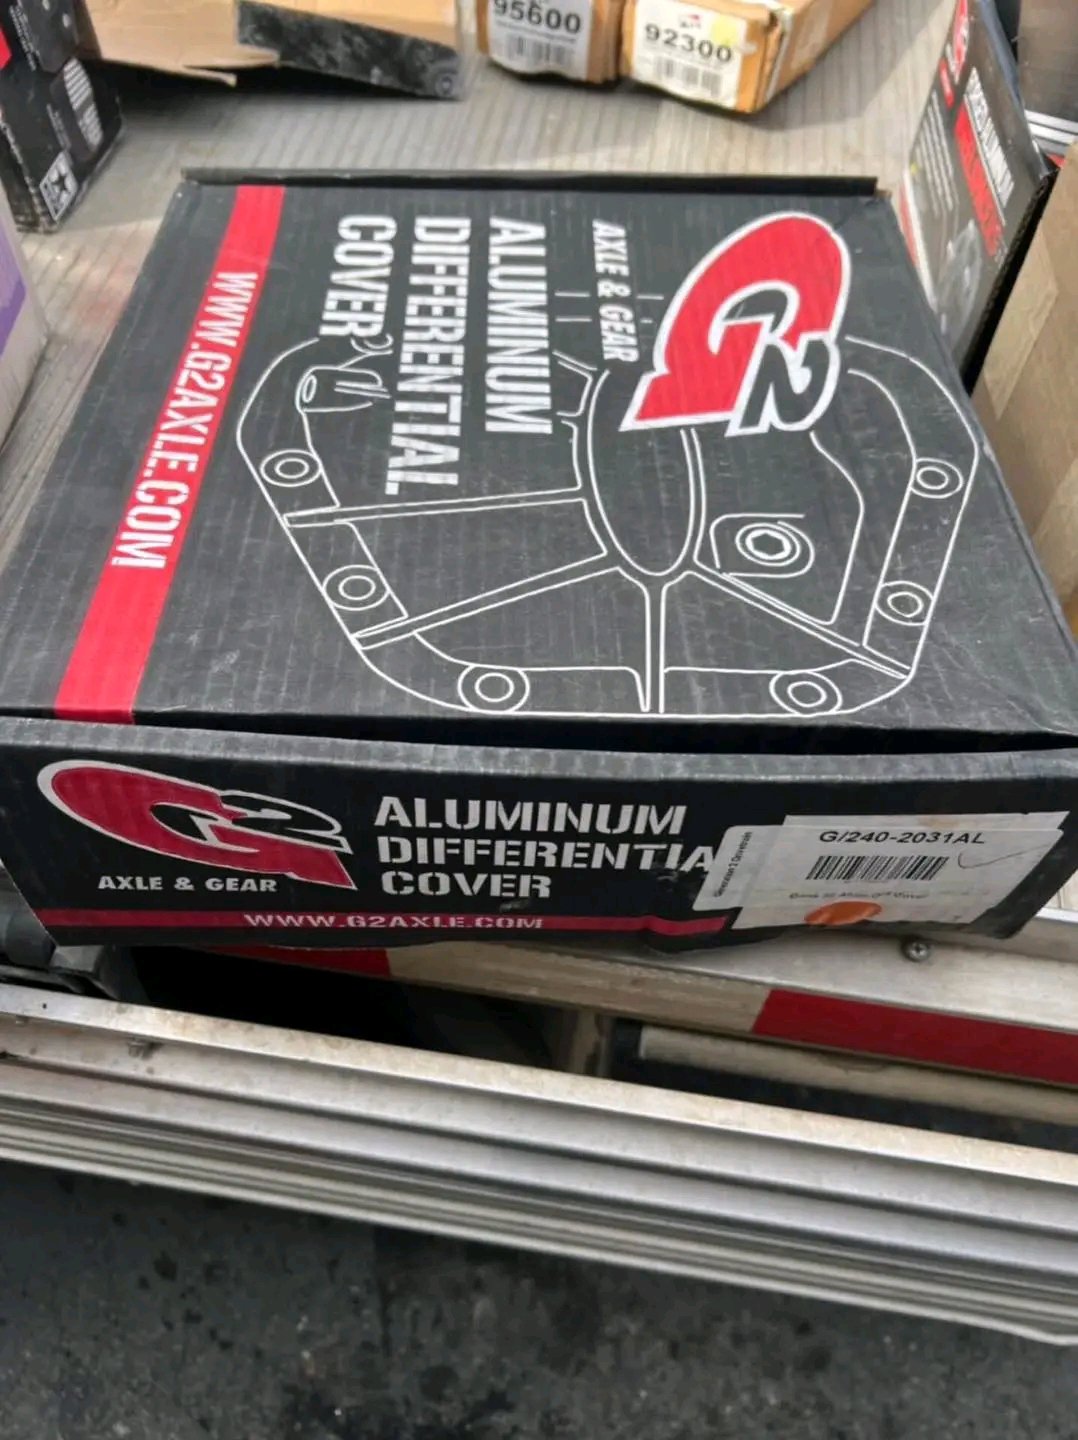 95600
92300
G2
AXLE & GEAR
ALUMINUM
DIFFERENTIAL
COVER
WWW.G2AXLE.COM
G2
AXLE & GEAR
ALUMINUM
DIFFERENTIA
COVER
WWW.G2AXLE.COM
G/240-2031AL
Cover